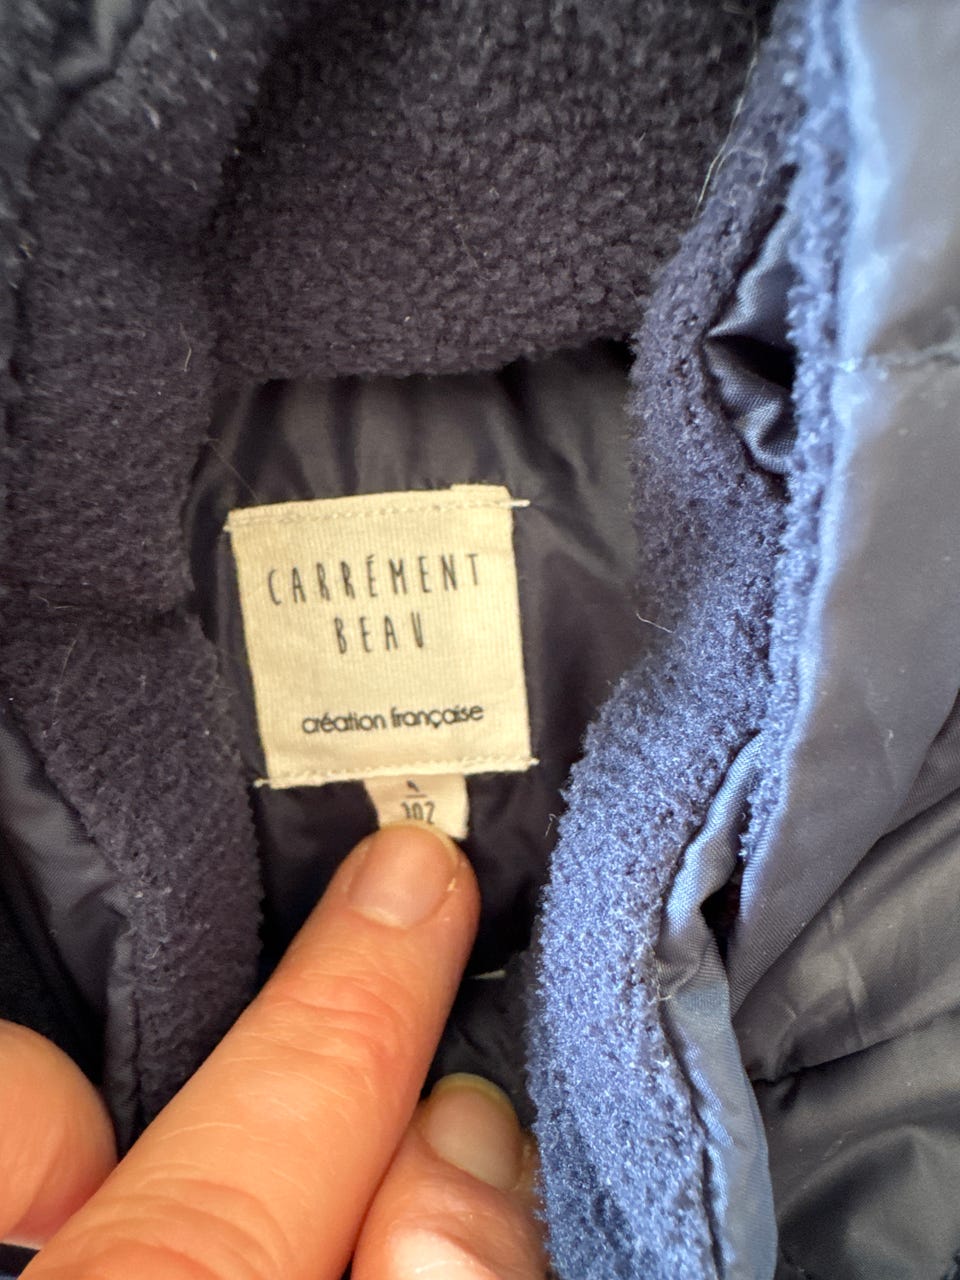 CARRÉMENT
BEAU
création française
102